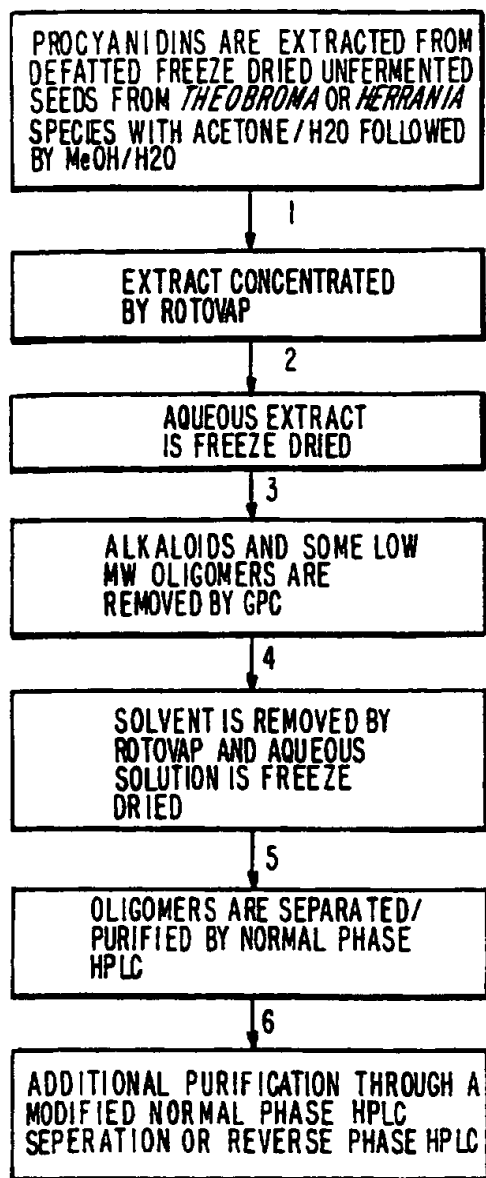 PROCYANIDINS ARE EXTRACTED FROM
DEFATTED FREEZE DRIED UNFERMENTED
SEEDS FROM THEOBROMA OR HERRANIA
SPECIES WITH ACETONE/H2O FOLLOWED
BY MeOH/H2O
1
EXTRACT CONCENTRATED
BY ROTOVAP
2
AQUEOUS EXTRACT
IS FREEZE DRIED
3
ALKALOIDS AND SOME LOW
MW OLIGOMERS ARE
REMOVED BY GPC
4
SOLVENT IS REMOVED BY
ROTOVAP AND AQUEOUS
SOLUTION IS FREEZE
DRIED
5
OLIGOMERS ARE SEPARATED/
PURIFIED BY NORMAL PHASE
HPLC
6
ADDITIONAL PURIFICATION THROUGH A
MODIFIED NORMAL PHASE HPLC
SEPERATION OR REVERSE PHASE HPLC